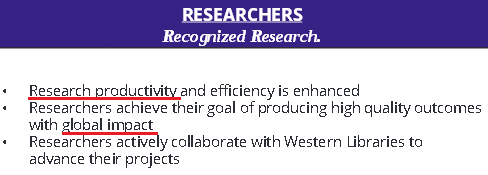 RESEARCHERS
Recognized Research.
• Research productivity and efficiency is enhanced
• Researchers achieve their goal of producing high quality outcomes
with global impact
• Researchers actively collaborate with Western Libraries to
advance their projects